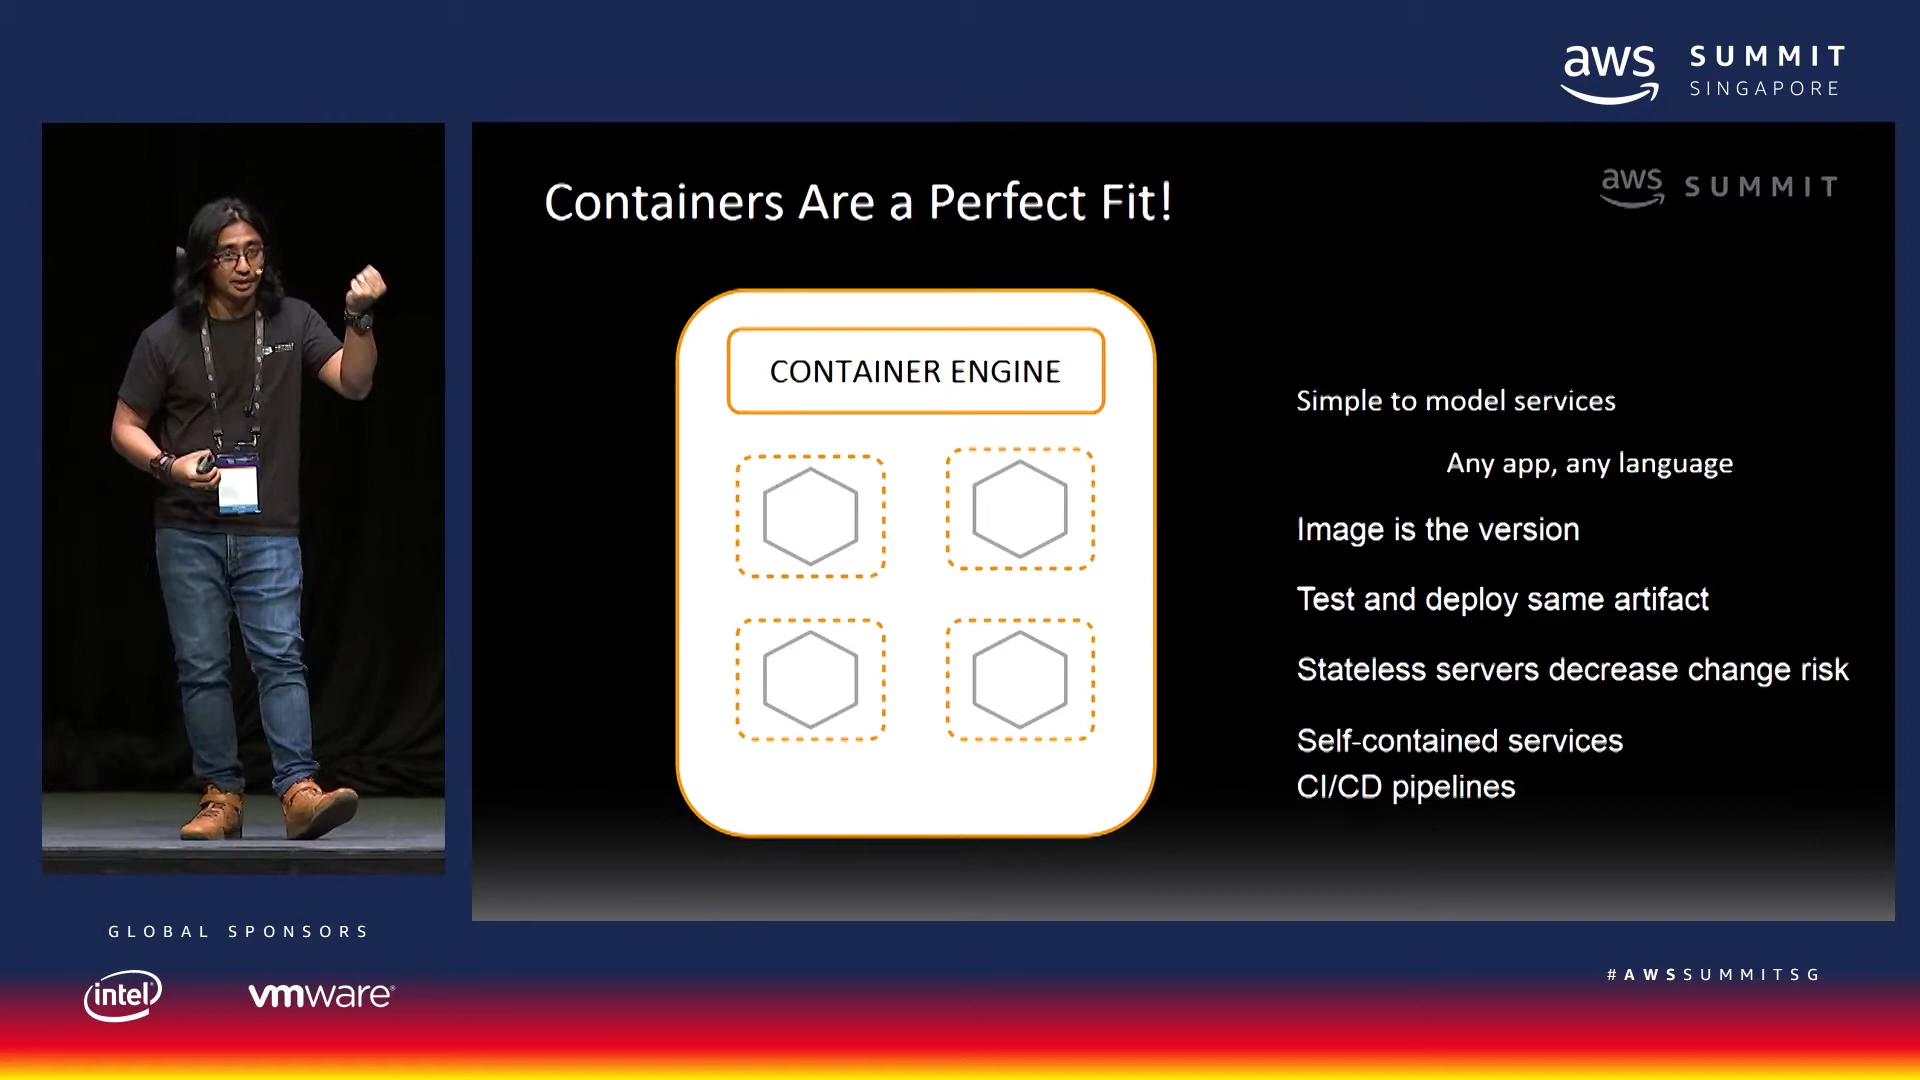 aws SUMMIT
SINGAPORE
Containers Are a Perfect Fit!
aws SUMMIT
CONTAINER ENGINE
Simple to model services
Any app, any language
Image is the version
Test and deploy same artifact
Stateless servers decrease change risk
Self-contained services
CI/CD pipelines
GLOBAL SPONSORS
intel
vmware®
#AWSSUMMITSG